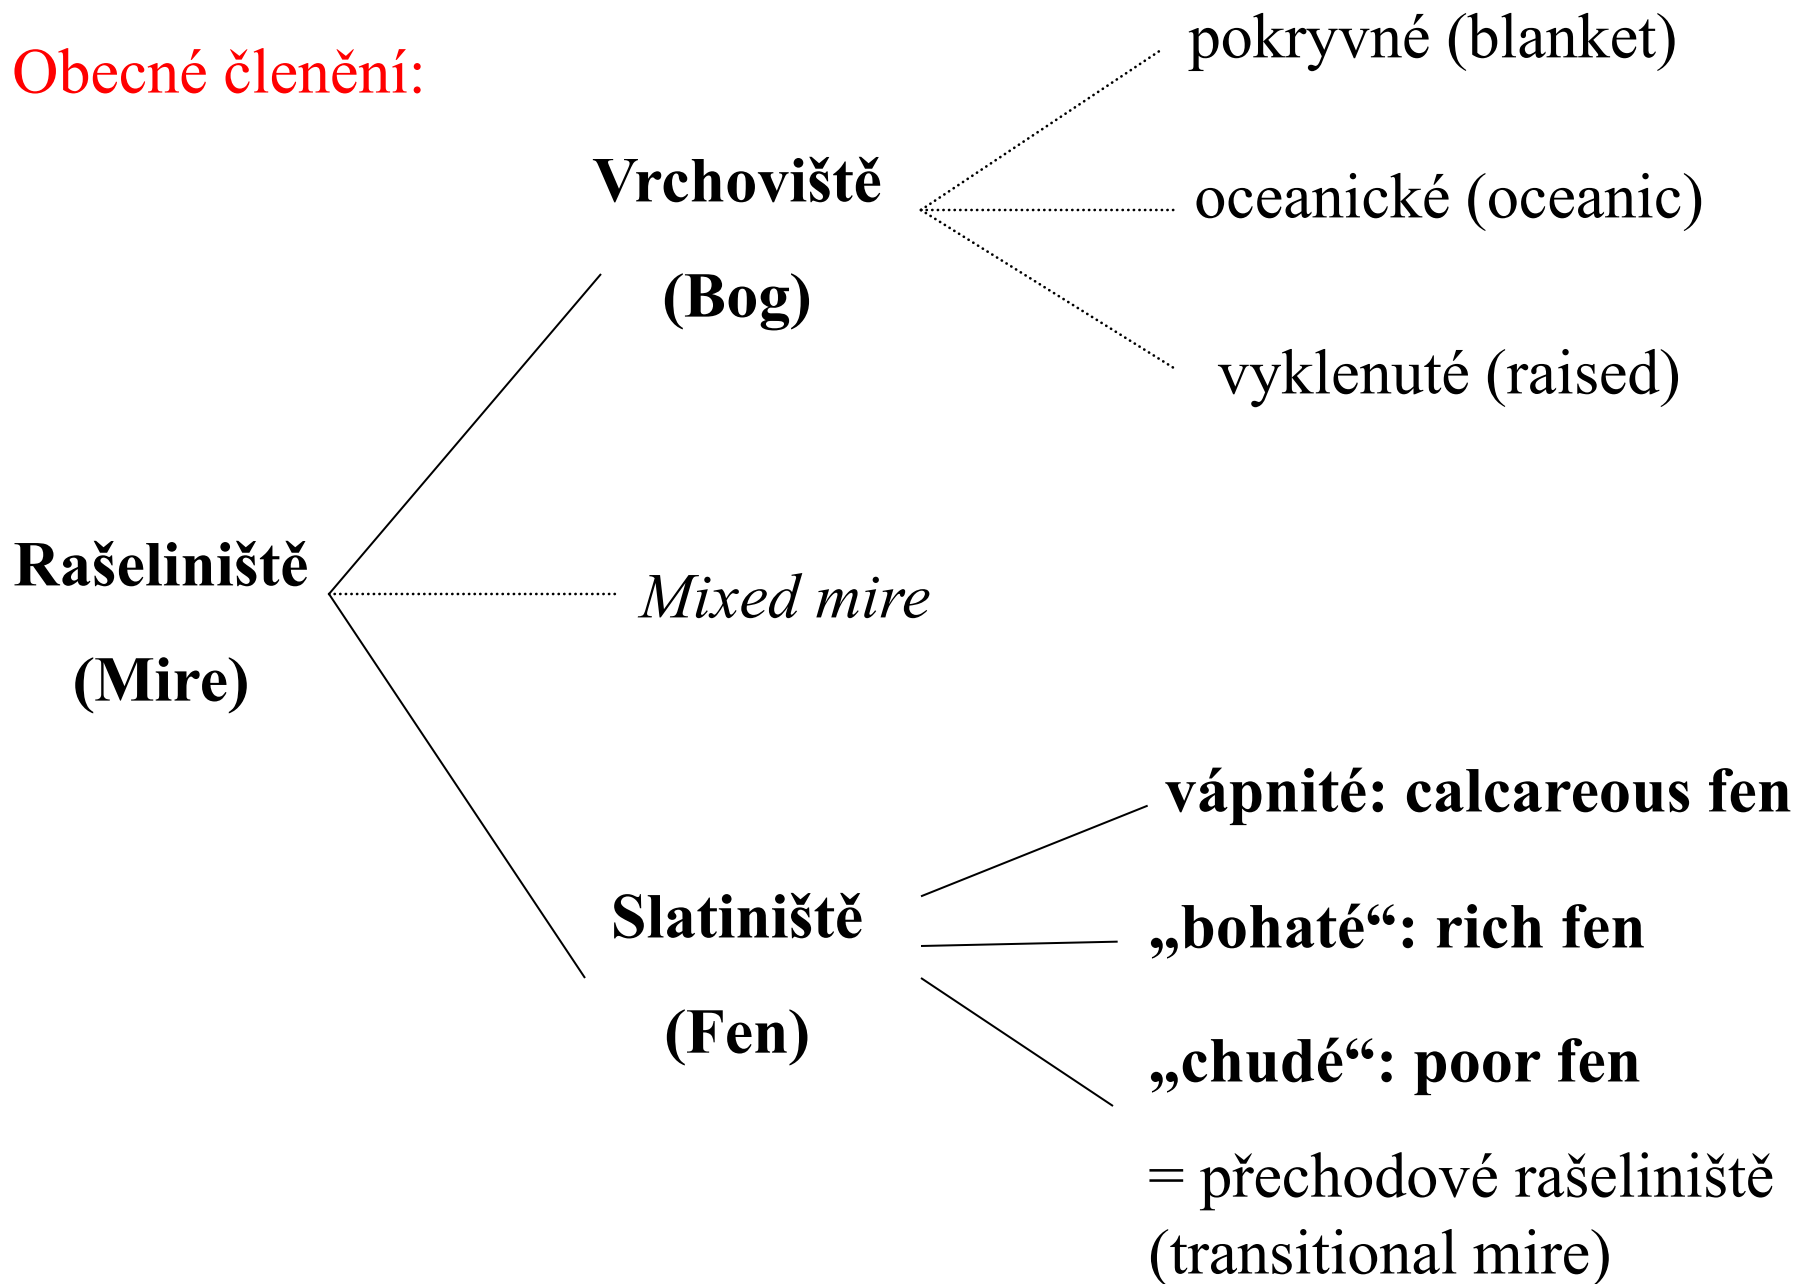 Obecné členění:
pokryvné (blanket)
Vrchoviště
(Bog)
oceanické (oceanic)
vyklenuté (raised)
Rašeliniště
(Mire)
Mixed mire
Slatiniště
(Fen)
vápnité: calcareous fen
„bohaté“: rich fen
„chudé“: poor fen
= přechodové rašeliniště
(transitional mire)